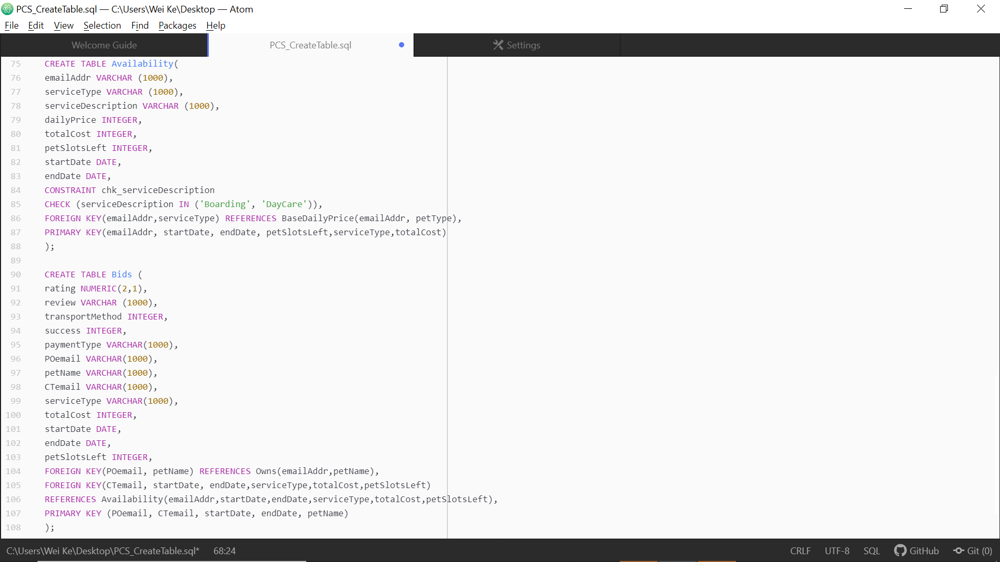 PCS_CreateTable.sql — C:\Users\Wei Ke\Desktop — Atom
File Edit View Selection Find Packages Help
Welcome Guide PCS_CreateTable.sql Settings
75 CREATE TABLE Availability(
76 emailAddr VARCHAR (1000),
77 serviceType VARCHAR (1000),
78 serviceDescription VARCHAR (1000),
79 dailyPrice INTEGER,
80 totalCost INTEGER,
81 petSlotsLeft INTEGER,
82 startDate DATE,
83 endDate DATE,
84 CONSTRAINT chk_serviceDescription
85 CHECK (serviceDescription IN ('Boarding', 'DayCare')),
86 FOREIGN KEY(emailAddr,serviceType) REFERENCES BaseDailyPrice(emailAddr, petType),
87 PRIMARY KEY(emailAddr, startDate, endDate, petSlotsLeft,serviceType,totalCost)
88 );
89
90 CREATE TABLE Bids (
91 rating NUMERIC(2,1),
92 review VARCHAR (1000),
93 transportMethod INTEGER,
94 success INTEGER,
95 paymentType VARCHAR(1000),
96 POemail VARCHAR(1000),
97 petName VARCHAR(1000),
98 CTemail VARCHAR(1000),
99 serviceType VARCHAR(1000),
100 totalCost INTEGER,
101 startDate DATE,
102 endDate DATE,
103 petSlotsLeft INTEGER,
104 FOREIGN KEY(POemail, petName) REFERENCES Owns(emailAddr,petName),
105 FOREIGN KEY(CTemail, startDate, endDate,serviceType,totalCost,petSlotsLeft)
106 REFERENCES Availability(emailAddr,startDate,endDate,serviceType,totalCost,petSlotsLeft),
107 PRIMARY KEY (POemail, CTemail, startDate, endDate, petName)
108 );
C:\Users\Wei Ke\Desktop\PCS_CreateTable.sql* 68:24 CRLF UTF-8 SQL GitHub Git (0)